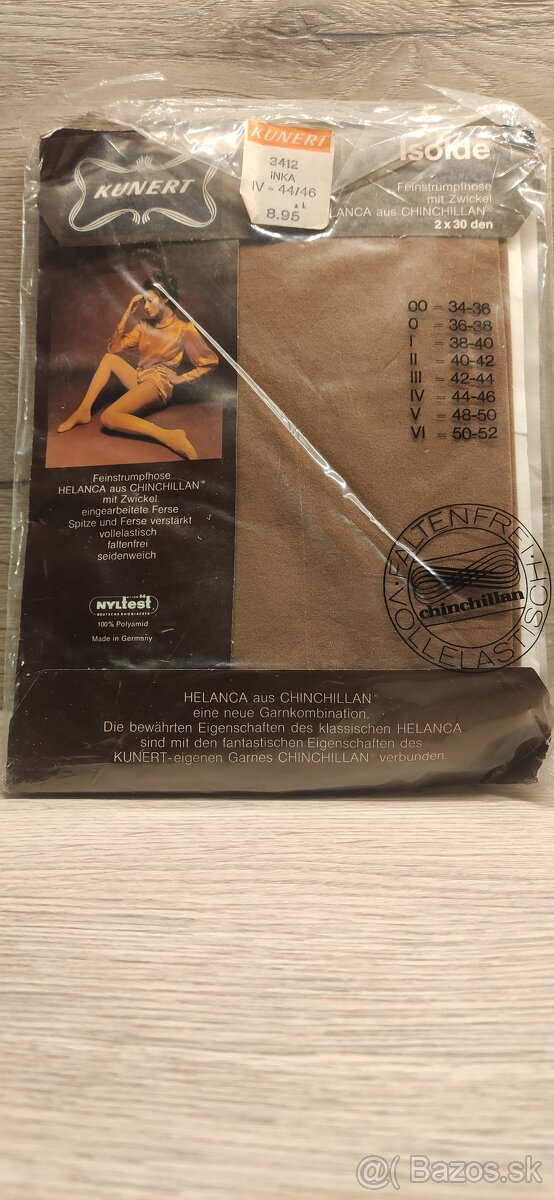 KUNERT
KUNERT
3412
iNKA
IV = 44/46
8.95
Isolde
Feinstrumpfhose
mit Zwickel
HELANCA aus CHINCHILLAN®
2 x 30 den
00 = 34-36
0 = 36-38
I = 38-40
II = 40-42
III = 42-44
IV = 44-46
V = 48-50
VI = 50-52
Feinstrumpfhose
HELANCA aus CHINCHILLAN®
mit Zwickel
eingearbeitete Ferse
Spitze und Ferse verstärkt
vollelastisch
faltenfrei
seidenweich
NYLtest
100% Polyamid
Made in Germany
FALTENFREI
chinchillan
VOLLELASTISCH
HELANCA aus CHINCHILLAN®
eine neue Garnkombination.
Die bewährten Eigenschaften des klassischen HELANCA
sind mit den fantastischen Eigenschaften des
KUNERT-eigenen Garnes CHINCHILLAN® verbunden.
@( Bazos.sk